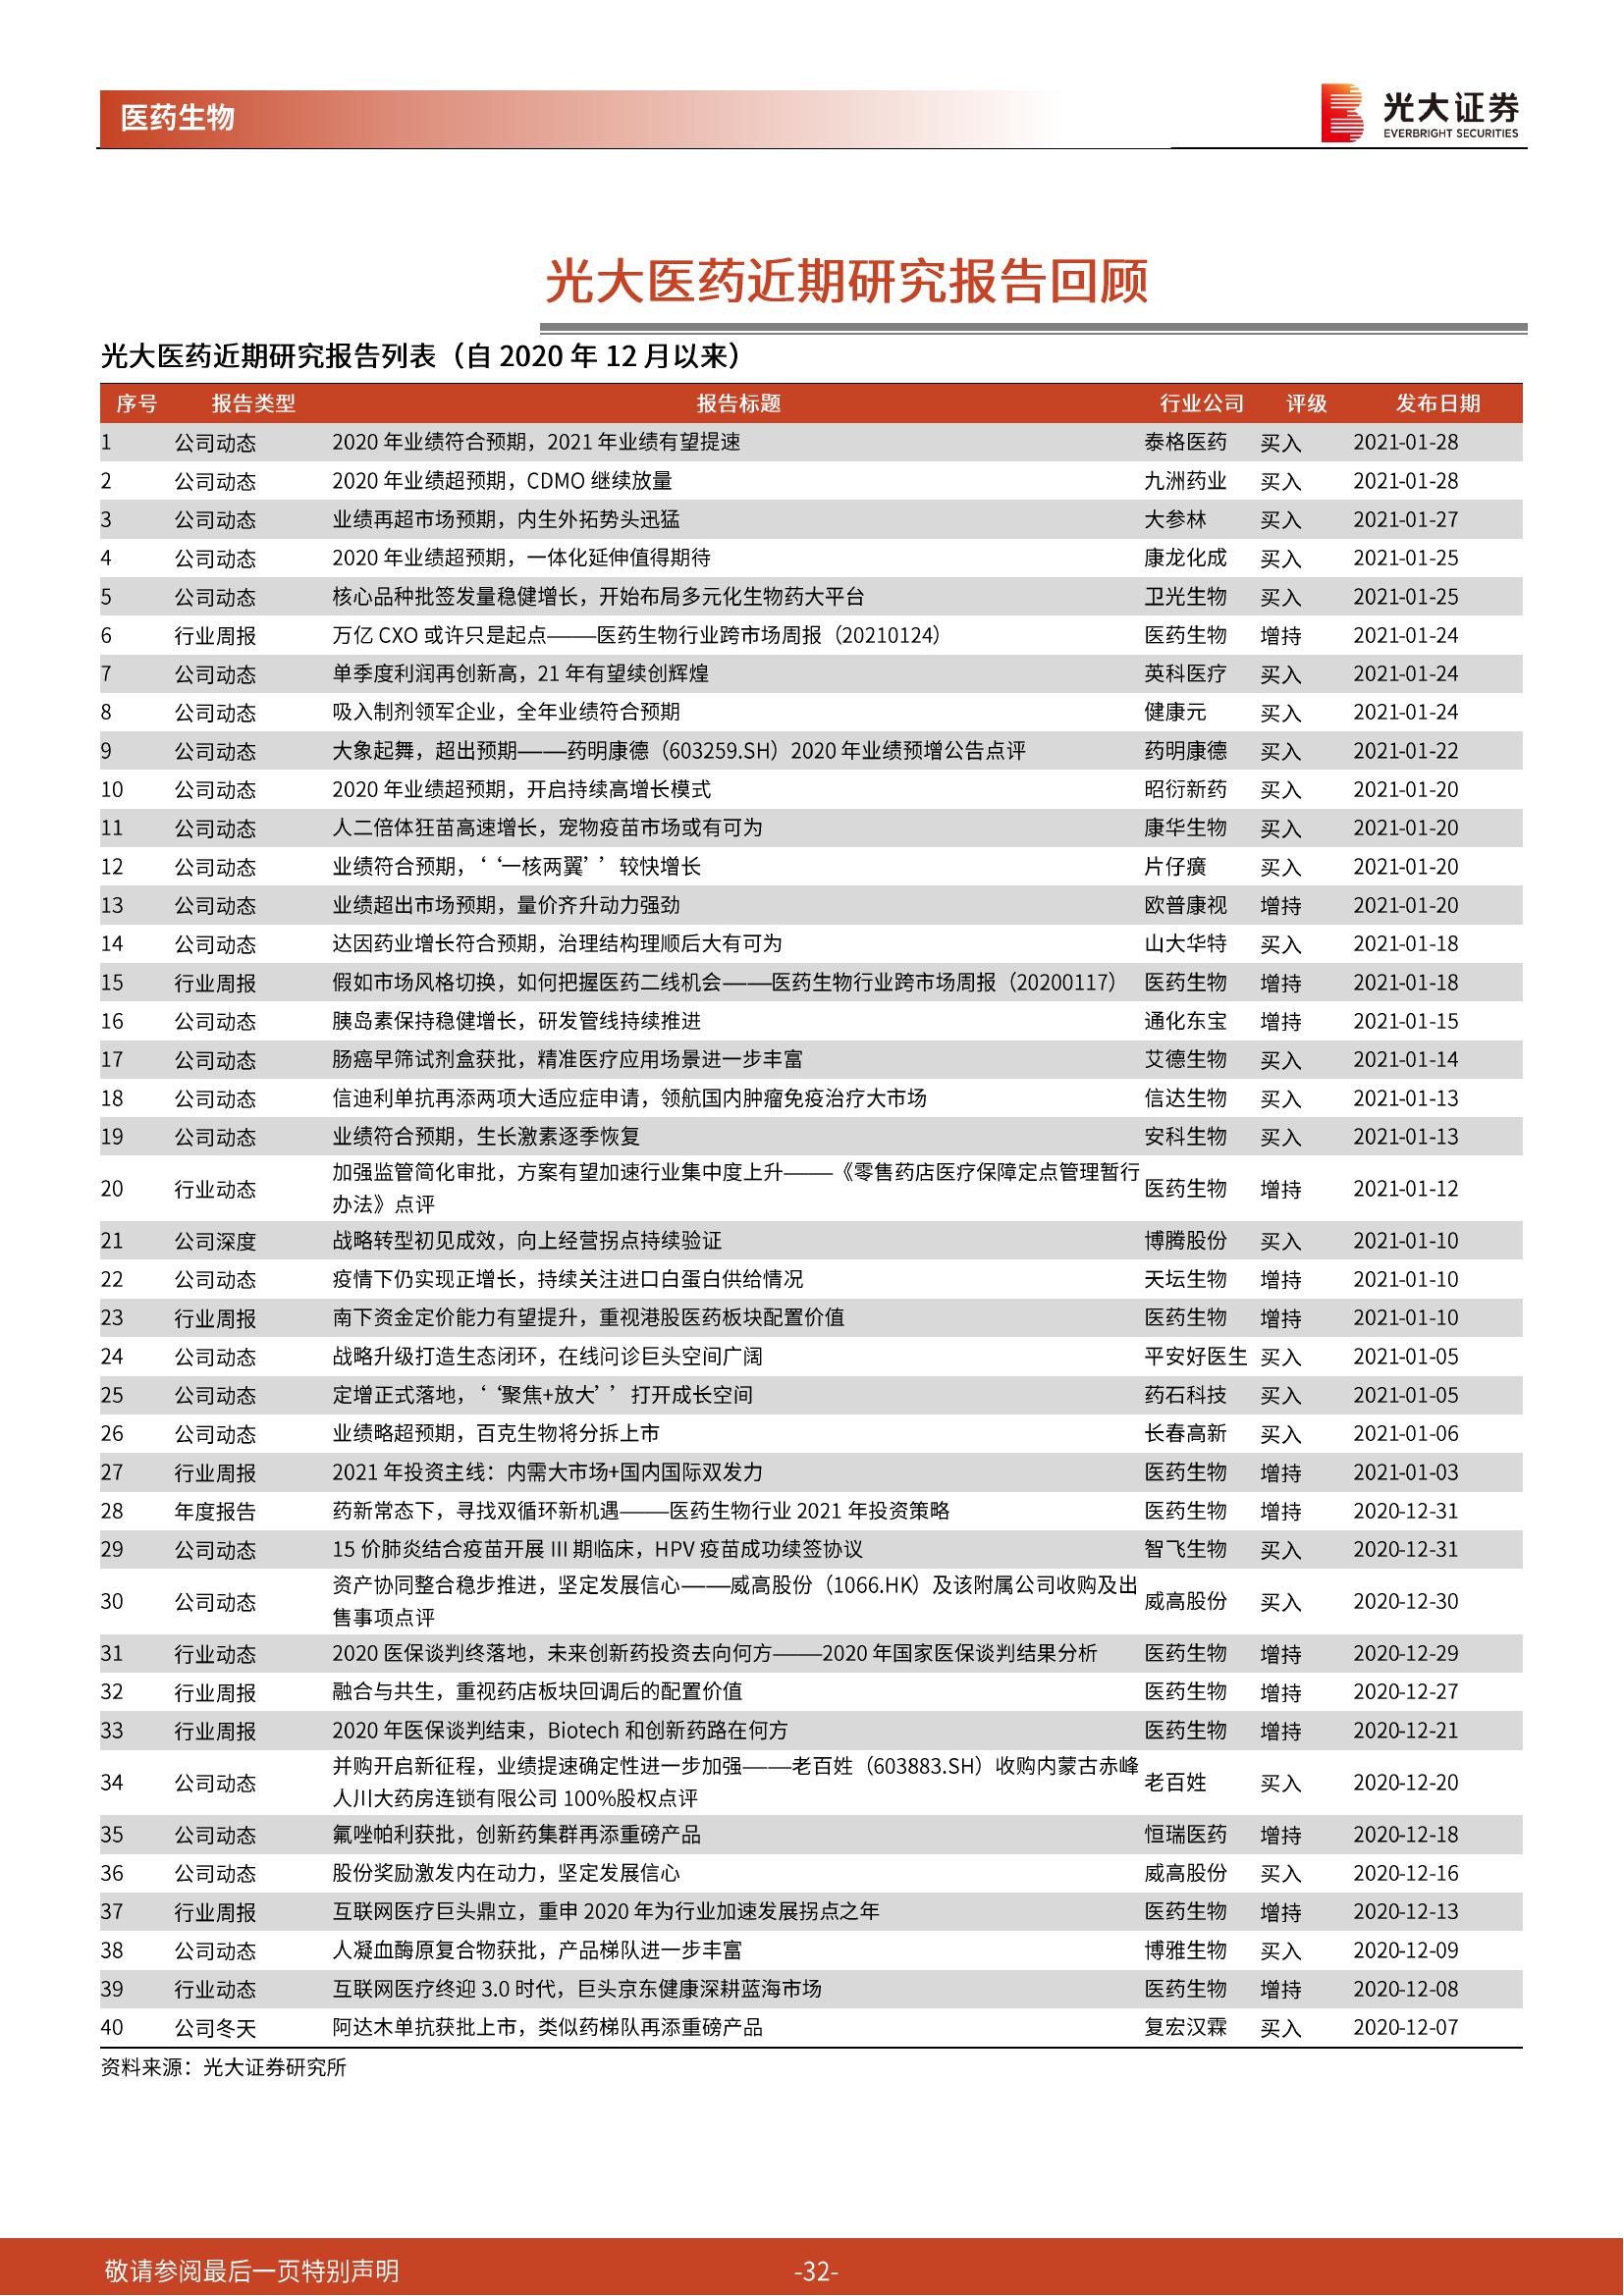 医药生物
光大证券
EVERBRIGHT SECURITIES
光大医药近期研究报告回顾
光大医药近期研究报告列表（自 2020 年 12 月以来）
序号 报告类型 报告标题 行业公司 评级 发布日期
1 公司动态 2020 年业绩符合预期，2021 年业绩有望提速 泰格医药 买入 2021-01-28
2 公司动态 2020 年业绩超预期，CDMO 继续放量 九洲药业 买入 2021-01-28
3 公司动态 业绩再超市场预期，内生外拓势头迅猛 大参林 买入 2021-01-27
4 公司动态 2020 年业绩超预期，一体化延伸值得期待 康龙化成 买入 2021-01-25
5 公司动态 核心品种批签发量稳健增长，开始布局多元化生物药大平台 卫光生物 买入 2021-01-25
6 行业周报 万亿 CXO 或许只是起点——医药生物行业跨市场周报（20210124） 医药生物 增持 2021-01-24
7 公司动态 单季度利润再创新高，21 年有望续创辉煌 英科医疗 买入 2021-01-24
8 公司动态 吸入制剂领军企业，全年业绩符合预期 健康元 买入 2021-01-24
9 公司动态 大象起舞，超出预期——药明康德（603259.SH）2020 年业绩预增公告点评 药明康德 买入 2021-01-22
10 公司动态 2020 年业绩超预期，开启持续高增长模式 昭衍新药 买入 2021-01-20
11 公司动态 人二倍体狂苗高速增长，宠物疫苗市场或有可为 康华生物 买入 2021-01-20
12 公司动态 业绩符合预期，‘‘一核两翼’’较快增长 片仔癀 买入 2021-01-20
13 公司动态 业绩超出市场预期，量价齐升动力强劲 欧普康视 增持 2021-01-20
14 公司动态 达因药业增长符合预期，治理结构理顺后大有可为 山大华特 买入 2021-01-18
15 行业周报 假如市场风格切换，如何把握医药二线机会——医药生物行业跨市场周报（20200117） 医药生物 增持 2021-01-18
16 公司动态 胰岛素保持稳健增长，研发管线持续推进 通化东宝 增持 2021-01-15
17 公司动态 肠癌早筛试剂盒获批，精准医疗应用场景进一步丰富 艾德生物 买入 2021-01-14
18 公司动态 信迪利单抗再添两项大适应症申请，领航国内肿瘤免疫治疗大市场 信达生物 买入 2021-01-13
19 公司动态 业绩符合预期，生长激素逐季恢复 安科生物 买入 2021-01-13
20 行业动态 加强监管简化审批，方案有望加速行业集中度上升——《零售药店医疗保障定点管理暂行
办法》点评 医药生物 增持 2021-01-12
21 公司深度 战略转型初见成效，向上经营拐点持续验证 博腾股份 买入 2021-01-10
22 公司动态 疫情下仍实现正增长，持续关注进口白蛋白供给情况 天坛生物 增持 2021-01-10
23 行业周报 南下资金定价能力有望提升，重视港股医药板块配置价值 医药生物 增持 2021-01-10
24 公司动态 战略升级打造生态闭环，在线问诊巨头空间广阔 平安好医生 买入 2021-01-05
25 公司动态 定增正式落地，‘‘聚焦+放大’’打开成长空间 药石科技 买入 2021-01-05
26 公司动态 业绩略超预期，百克生物将分拆上市 长春高新 买入 2021-01-06
27 行业周报 2021 年投资主线：内需大市场+国内国际双发力 医药生物 增持 2021-01-03
28 年度报告 药新常态下，寻找双循环新机遇——医药生物行业 2021 年投资策略 医药生物 增持 2020-12-31
29 公司动态 15 价肺炎结合疫苗开展 III 期临床，HPV 疫苗成功续签协议 智飞生物 买入 2020-12-31
30 公司动态 资产协同整合稳步推进，坚定发展信心——威高股份（1066.HK）及该附属公司收购及出
售事项点评 威高股份 买入 2020-12-30
31 行业动态 2020 医保谈判终落地，未来创新药投资去向何方——2020 年国家医保谈判结果分析 医药生物 增持 2020-12-29
32 行业周报 融合与共生，重视药店板块回调后的配置价值 医药生物 增持 2020-12-27
33 行业周报 2020 年医保谈判结束，Biotech 和创新药路在何方 医药生物 增持 2020-12-21
34 公司动态 并购开启新征程，业绩提速确定性进一步加强——老百姓（603883.SH）收购内蒙古赤峰
人川大药房连锁有限公司 100%股权点评 老百姓 买入 2020-12-20
35 公司动态 氟唑帕利获批，创新药集群再添重磅产品 恒瑞医药 增持 2020-12-18
36 公司动态 股份奖励激发内在动力，坚定发展信心 威高股份 买入 2020-12-16
37 行业周报 互联网医疗巨头鼎立，重申 2020 年为行业加速发展拐点之年 医药生物 增持 2020-12-13
38 公司动态 人凝血酶原复合物获批，产品梯队进一步丰富 博雅生物 买入 2020-12-09
39 行业动态 互联网医疗终迎 3.0 时代，巨头京东健康深耕蓝海市场 医药生物 增持 2020-12-08
40 公司冬天 阿达木单抗获批上市，类似药梯队再添重磅产品 复宏汉霖 买入 2020-12-07
资料来源：光大证券研究所
敬请参阅最后一页特别声明 -32-